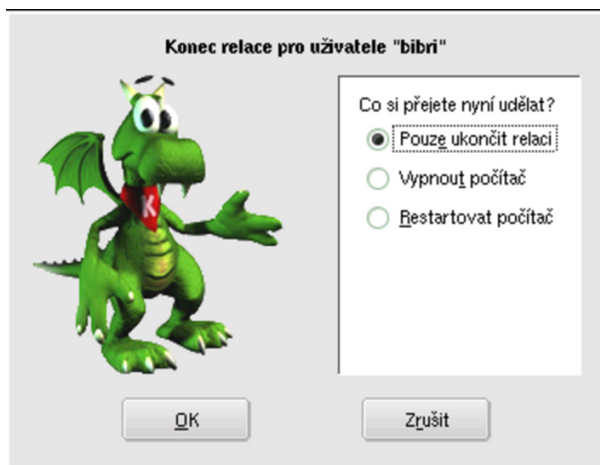 Konec relace pro uživatele "bibri"
Co si přejete nyní udělat?
Pouze ukončit relaci
Vypnout počítač
Restartovat počítač
K
OK
Zrušit